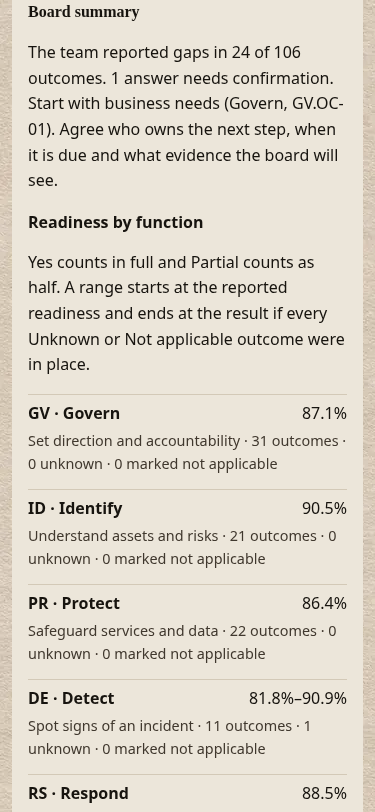 Board summary
The team reported gaps in 24 of 106
outcomes. 1 answer needs confirmation.
Start with business needs (Govern, GV.OC-
01). Agree who owns the next step, when
it is due and what evidence the board will
see.
Readiness by function
Yes counts in full and Partial counts as
half. A range starts at the reported
readiness and ends at the result if every
Unknown or Not applicable outcome were
in place.
GV · Govern 87.1%
Set direction and accountability · 31 outcomes ·
0 unknown · 0 marked not applicable
ID · Identify 90.5%
Understand assets and risks · 21 outcomes · 0
unknown · 0 marked not applicable
PR · Protect 86.4%
Safeguard services and data · 22 outcomes · 0
unknown · 0 marked not applicable
DE · Detect 81.8%–90.9%
Spot signs of an incident · 11 outcomes · 1
unknown · 0 marked not applicable
RS · Respond 88.5%